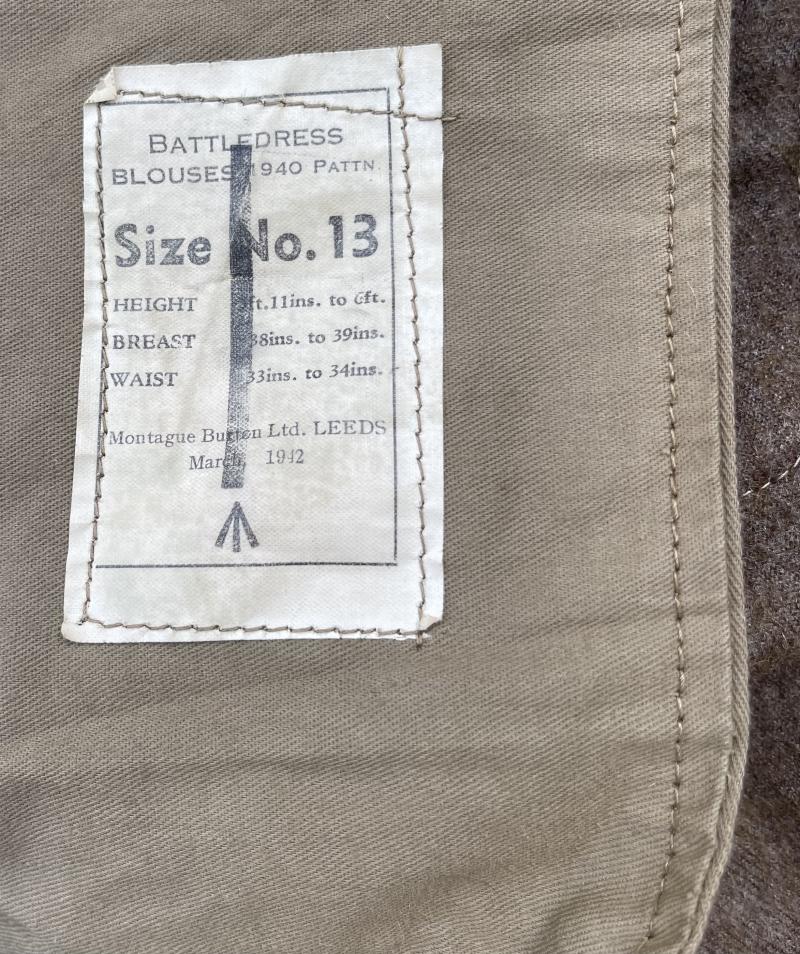 BATTLEDRESS
BLOUSES 1940 PATTN.
Size No. 13
HEIGHT ft.11ins. to 6ft.
BREAST 38ins. to 39ins.
WAIST 33ins. to 34ins.
Montague Burton Ltd. LEEDS
March, 1942